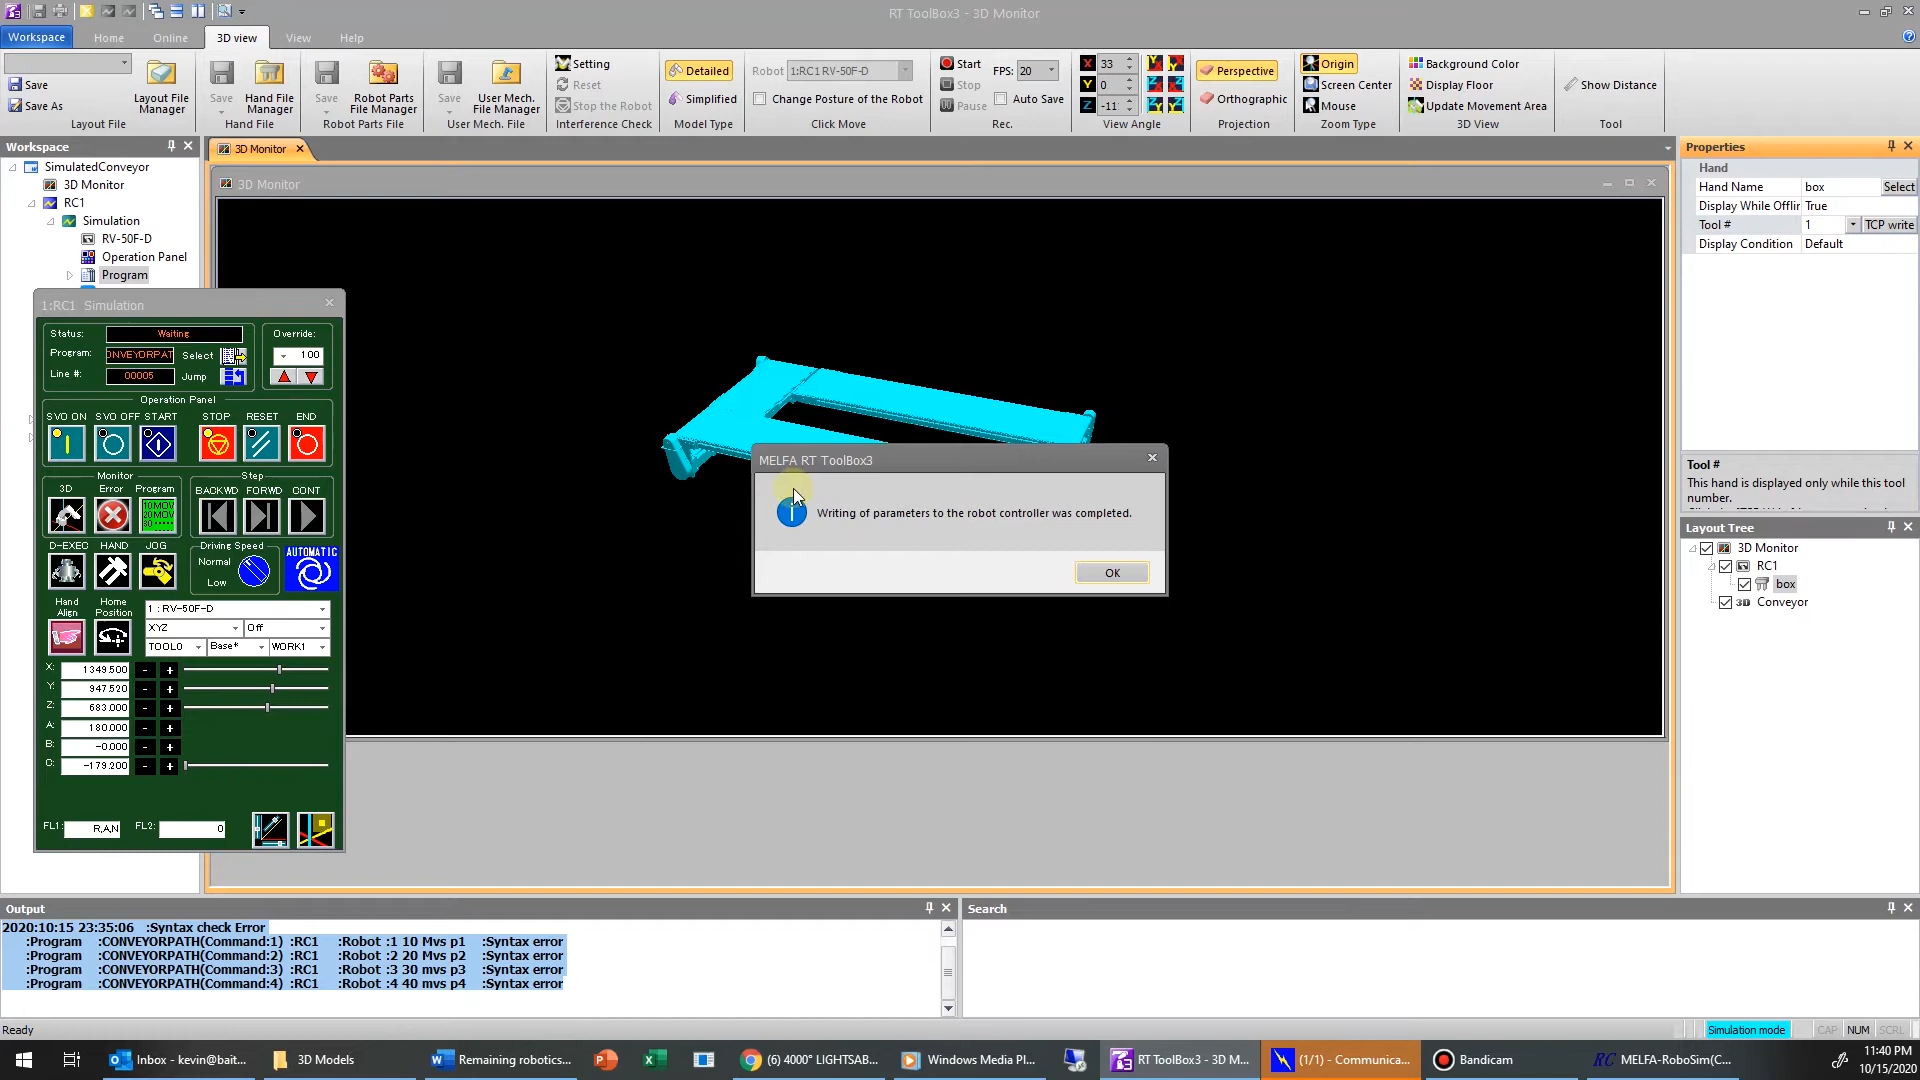 RT ToolBox3 - 3D Monitor
Workspace Home Online 3D view View Help
Save
Save As
Layout File Manager
Layout File
Save
Hand File Manager
Hand File
Save
Robot Parts File Manager
Robot Parts File
Save
User Mech. File Manager
User Mech. File
Setting
Reset
Stop the Robot
Interference Check
Detailed
Simplified
Model Type
Robot 1:RC1 RV-50F-D
Change Posture of the Robot
Click Move
Start FPS: 20
Stop
Pause Auto Save
Rec.
X 33
Y 0
Z -11
View Angle
Perspective
Orthographic
Projection
Origin
Screen Center
Mouse
Zoom Type
Background Color
Display Floor
Update Movement Area
3D View
Show Distance
Tool
Workspace
SimulatedConveyor
3D Monitor
RC1
Simulation
RV-50F-D
Operation Panel
Program
3D Monitor
3D Monitor
1:RC1 Simulation
Status: Waiting
Override:
Program: ONVEYORPAT Select 100
Line #: 00005 Jump
Operation Panel
SVO ON SVO OFF START STOP RESET END
Monitor Step
3D Error Program BACKWD FORWD CONT
D-EXEC HAND JOG Driving Speed AUTOMATIC
Normal
Low
Hand Align Home Position
1 : RV-50F-D
XYZ Off
TOOL0 Base* WORK1
X: 1349.500 - +
Y: 947.520 - +
Z: 683.000 - +
A: 180.000 - +
B: -0.000 - +
C: -179.200 - +
FL1: R,A,N FL2: 0
MELFA RT ToolBox3
Writing of parameters to the robot controller was completed.
OK
Properties
Hand
Hand Name box Select
Display While Offlir True
Tool # 1 TCP write
Display Condition Default
Tool #
This hand is displayed only while this tool
number.
Layout Tree
3D Monitor
RC1
box
3D Conveyor
Output
2020:10:15 23:35:06 :Syntax check Error
:Program :CONVEYORPATH(Command:1) :RC1 :Robot :1 10 Mvs p1 :Syntax error
:Program :CONVEYORPATH(Command:2) :RC1 :Robot :2 20 Mvs p2 :Syntax error
:Program :CONVEYORPATH(Command:3) :RC1 :Robot :3 30 mvs p3 :Syntax error
:Program :CONVEYORPATH(Command:4) :RC1 :Robot :4 40 mvs p4 :Syntax error
Search
Ready
Simulation mode CAP NUM SCRL
Inbox - kevin@bait... 3D Models Remaining robotics... (6) 4000° LIGHTSAB... Windows Media Pl... RT ToolBox3 - 3D M... (1/1) - Communica... Bandicam MELFA-RoboSim(C...
11:40 PM
10/15/2020